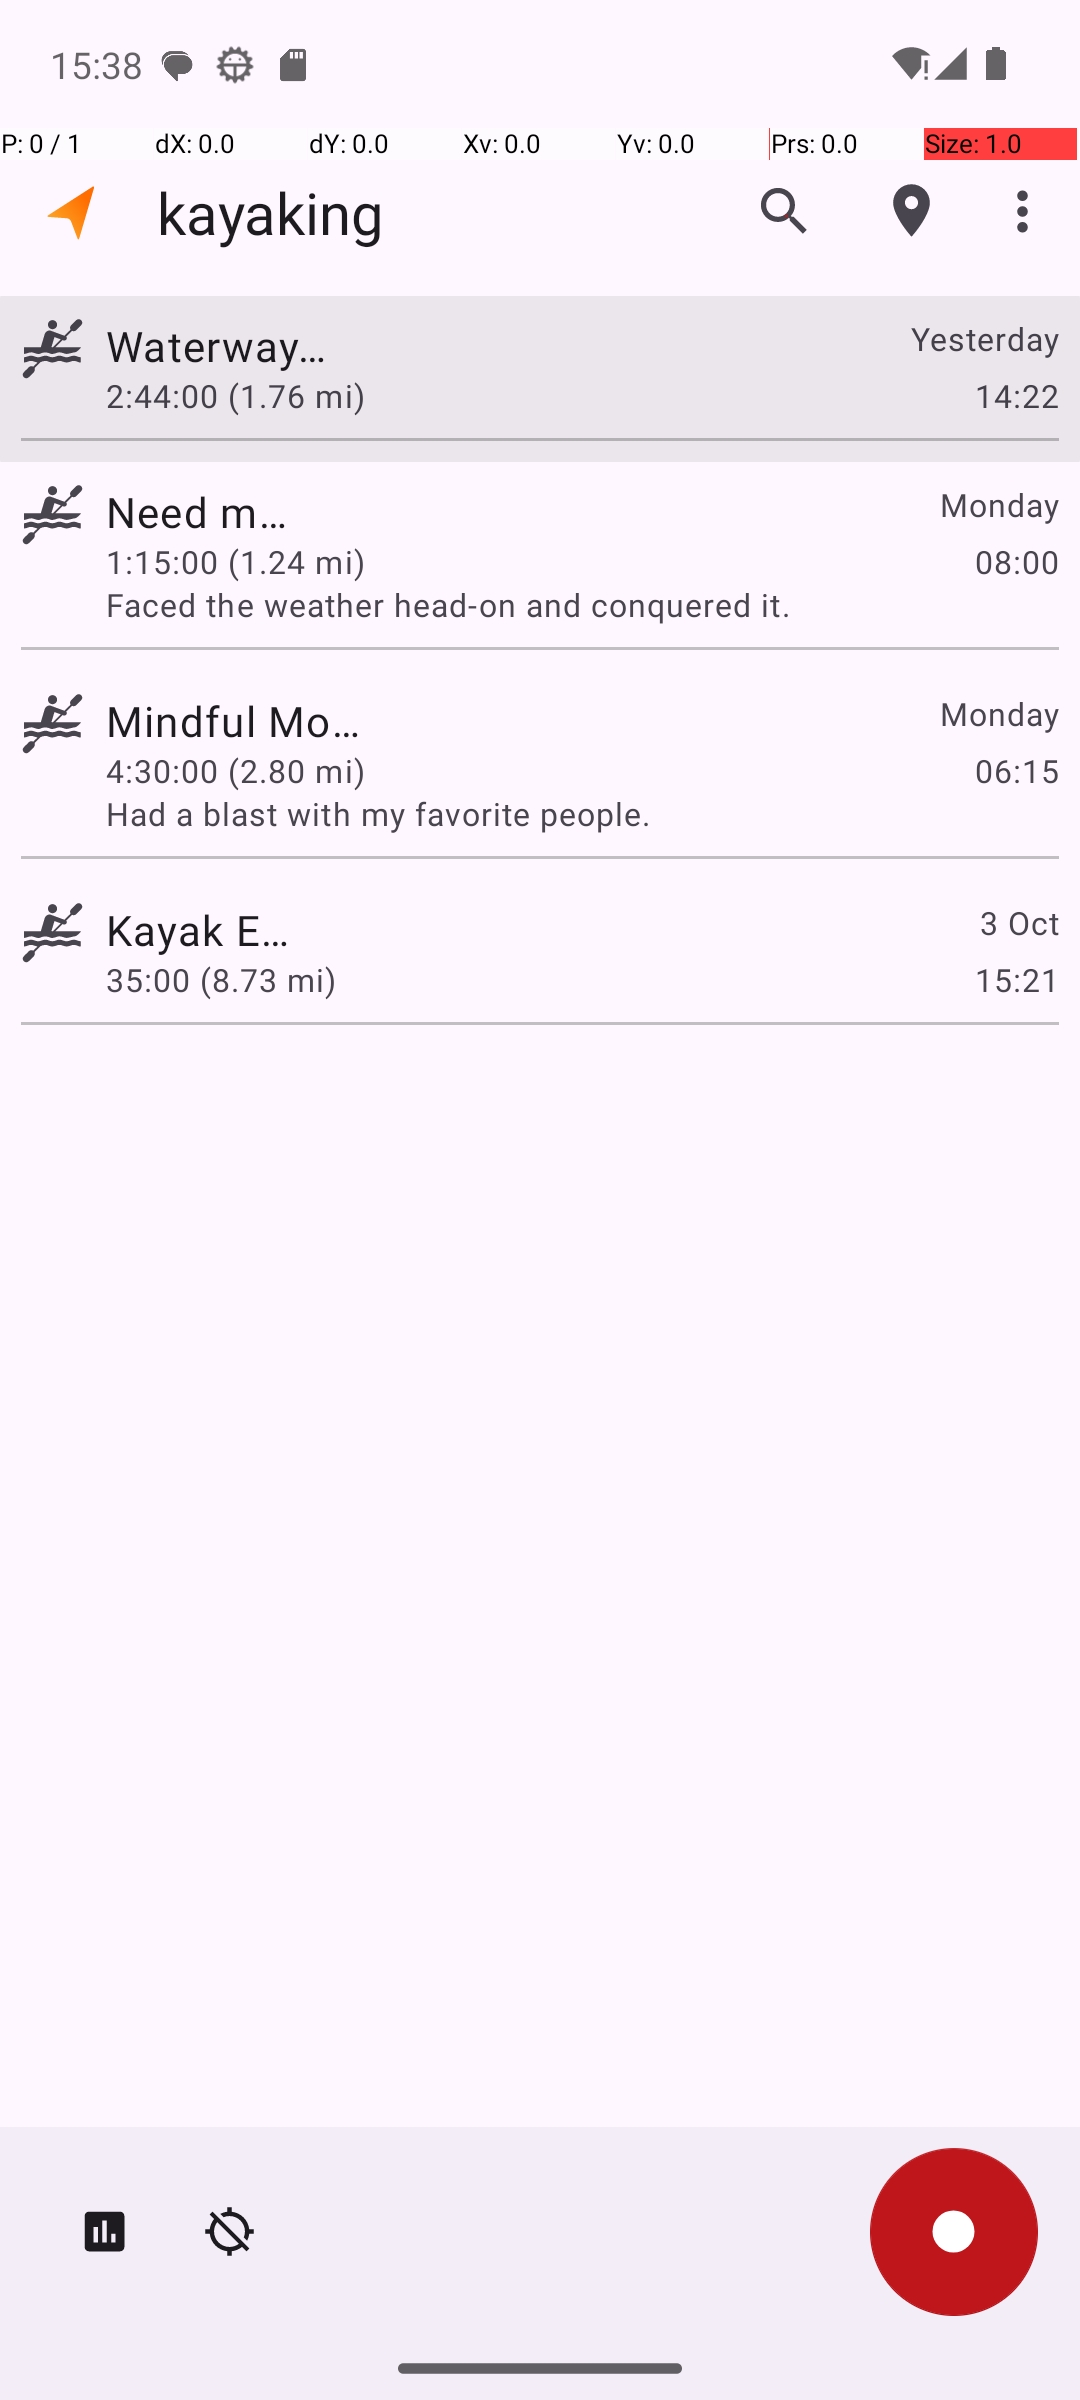 15:38
P: 0 / 1 dX: 0.0 dY: 0.0 Xv: 0.0 Yv: 0.0 Prs: 0.0 Size: 1.0
kayaking
Waterway… Yesterday
2:44:00 (1.76 mi) 14:22
Need m… Monday
1:15:00 (1.24 mi) 08:00
Faced the weather head-on and conquered it.
Mindful Mo… Monday
4:30:00 (2.80 mi) 06:15
Had a blast with my favorite people.
Kayak E… 3 Oct
35:00 (8.73 mi) 15:21